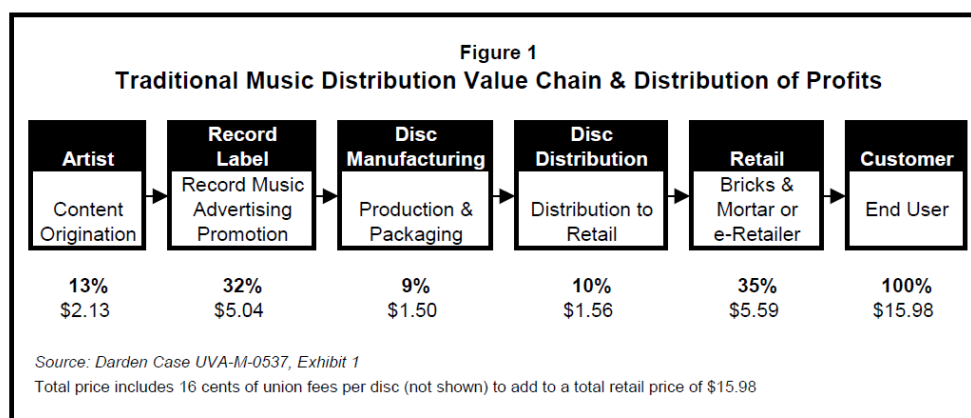 Figure 1
Traditional Music Distribution Value Chain & Distribution of Profits
Artist
Content
Origination
13%
$2.13
Record
Label
Record Music
Advertising
Promotion
32%
$5.04
Disc
Manufacturing
Production &
Packaging
9%
$1.50
Disc
Distribution
Distribution to
Retail
10%
$1.56
Retail
Bricks &
Mortar or
e-Retailer
35%
$5.59
Customer
End User
100%
$15.98
Source: Darden Case UVA-M-0537, Exhibit 1
Total price includes 16 cents of union fees per disc (not shown) to add to a total retail price of $15.98